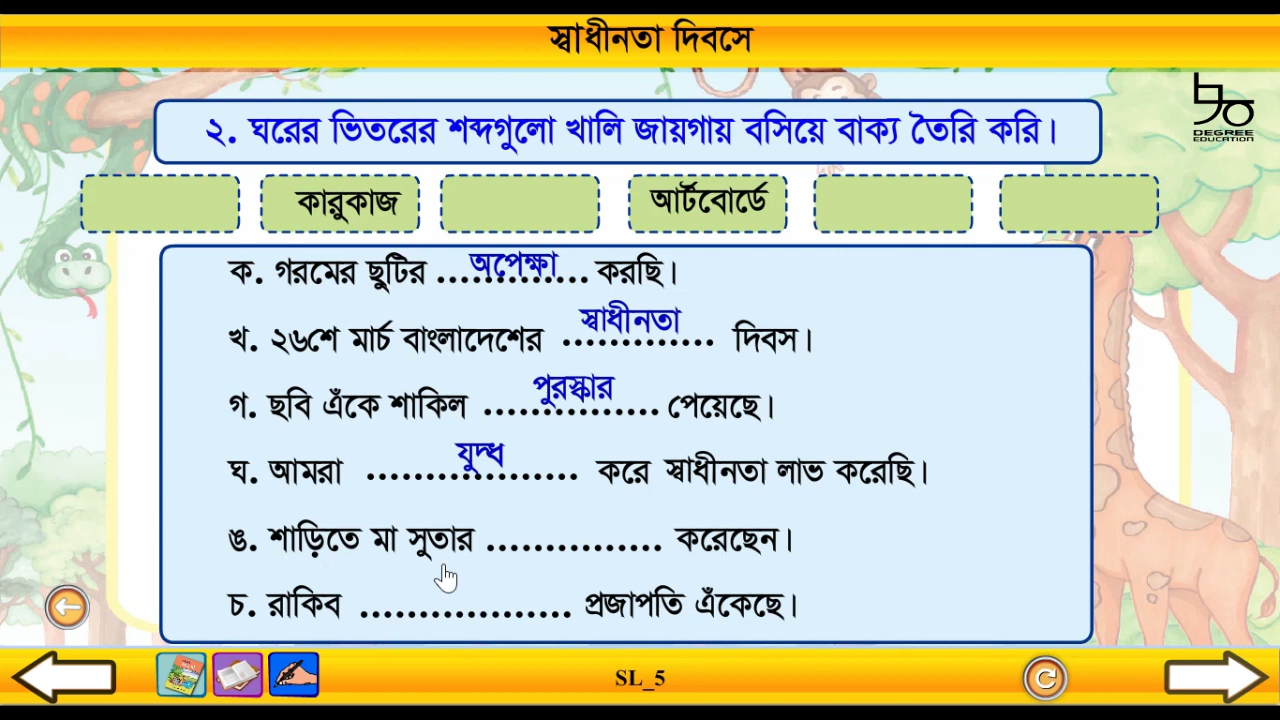 স্বাধীনতা দিবসে
DEGREE
EDUCATION
২. ঘরের ভিতরের শব্দগুলো খালি জায়গায় বসিয়ে বাক্য তৈরি করি।
কারুকাজ আর্টবোর্ডে
ক. গরমের ছুটির ....অপেক্ষা.... করছি।
খ. ২৬শে মার্চ বাংলাদেশের ....স্বাধীনতা.... দিবস।
গ. ছবি এঁকে শাকিল ....পুরস্কার.... পেয়েছে।
ঘ. আমরা ....যুদ্ধ.... করে স্বাধীনতা লাভ করেছি।
ঙ. শাড়িতে মা সুতার ............... করেছেন।
চ. রাকিব .................. প্রজাপতি এঁকেছে।
SL_5